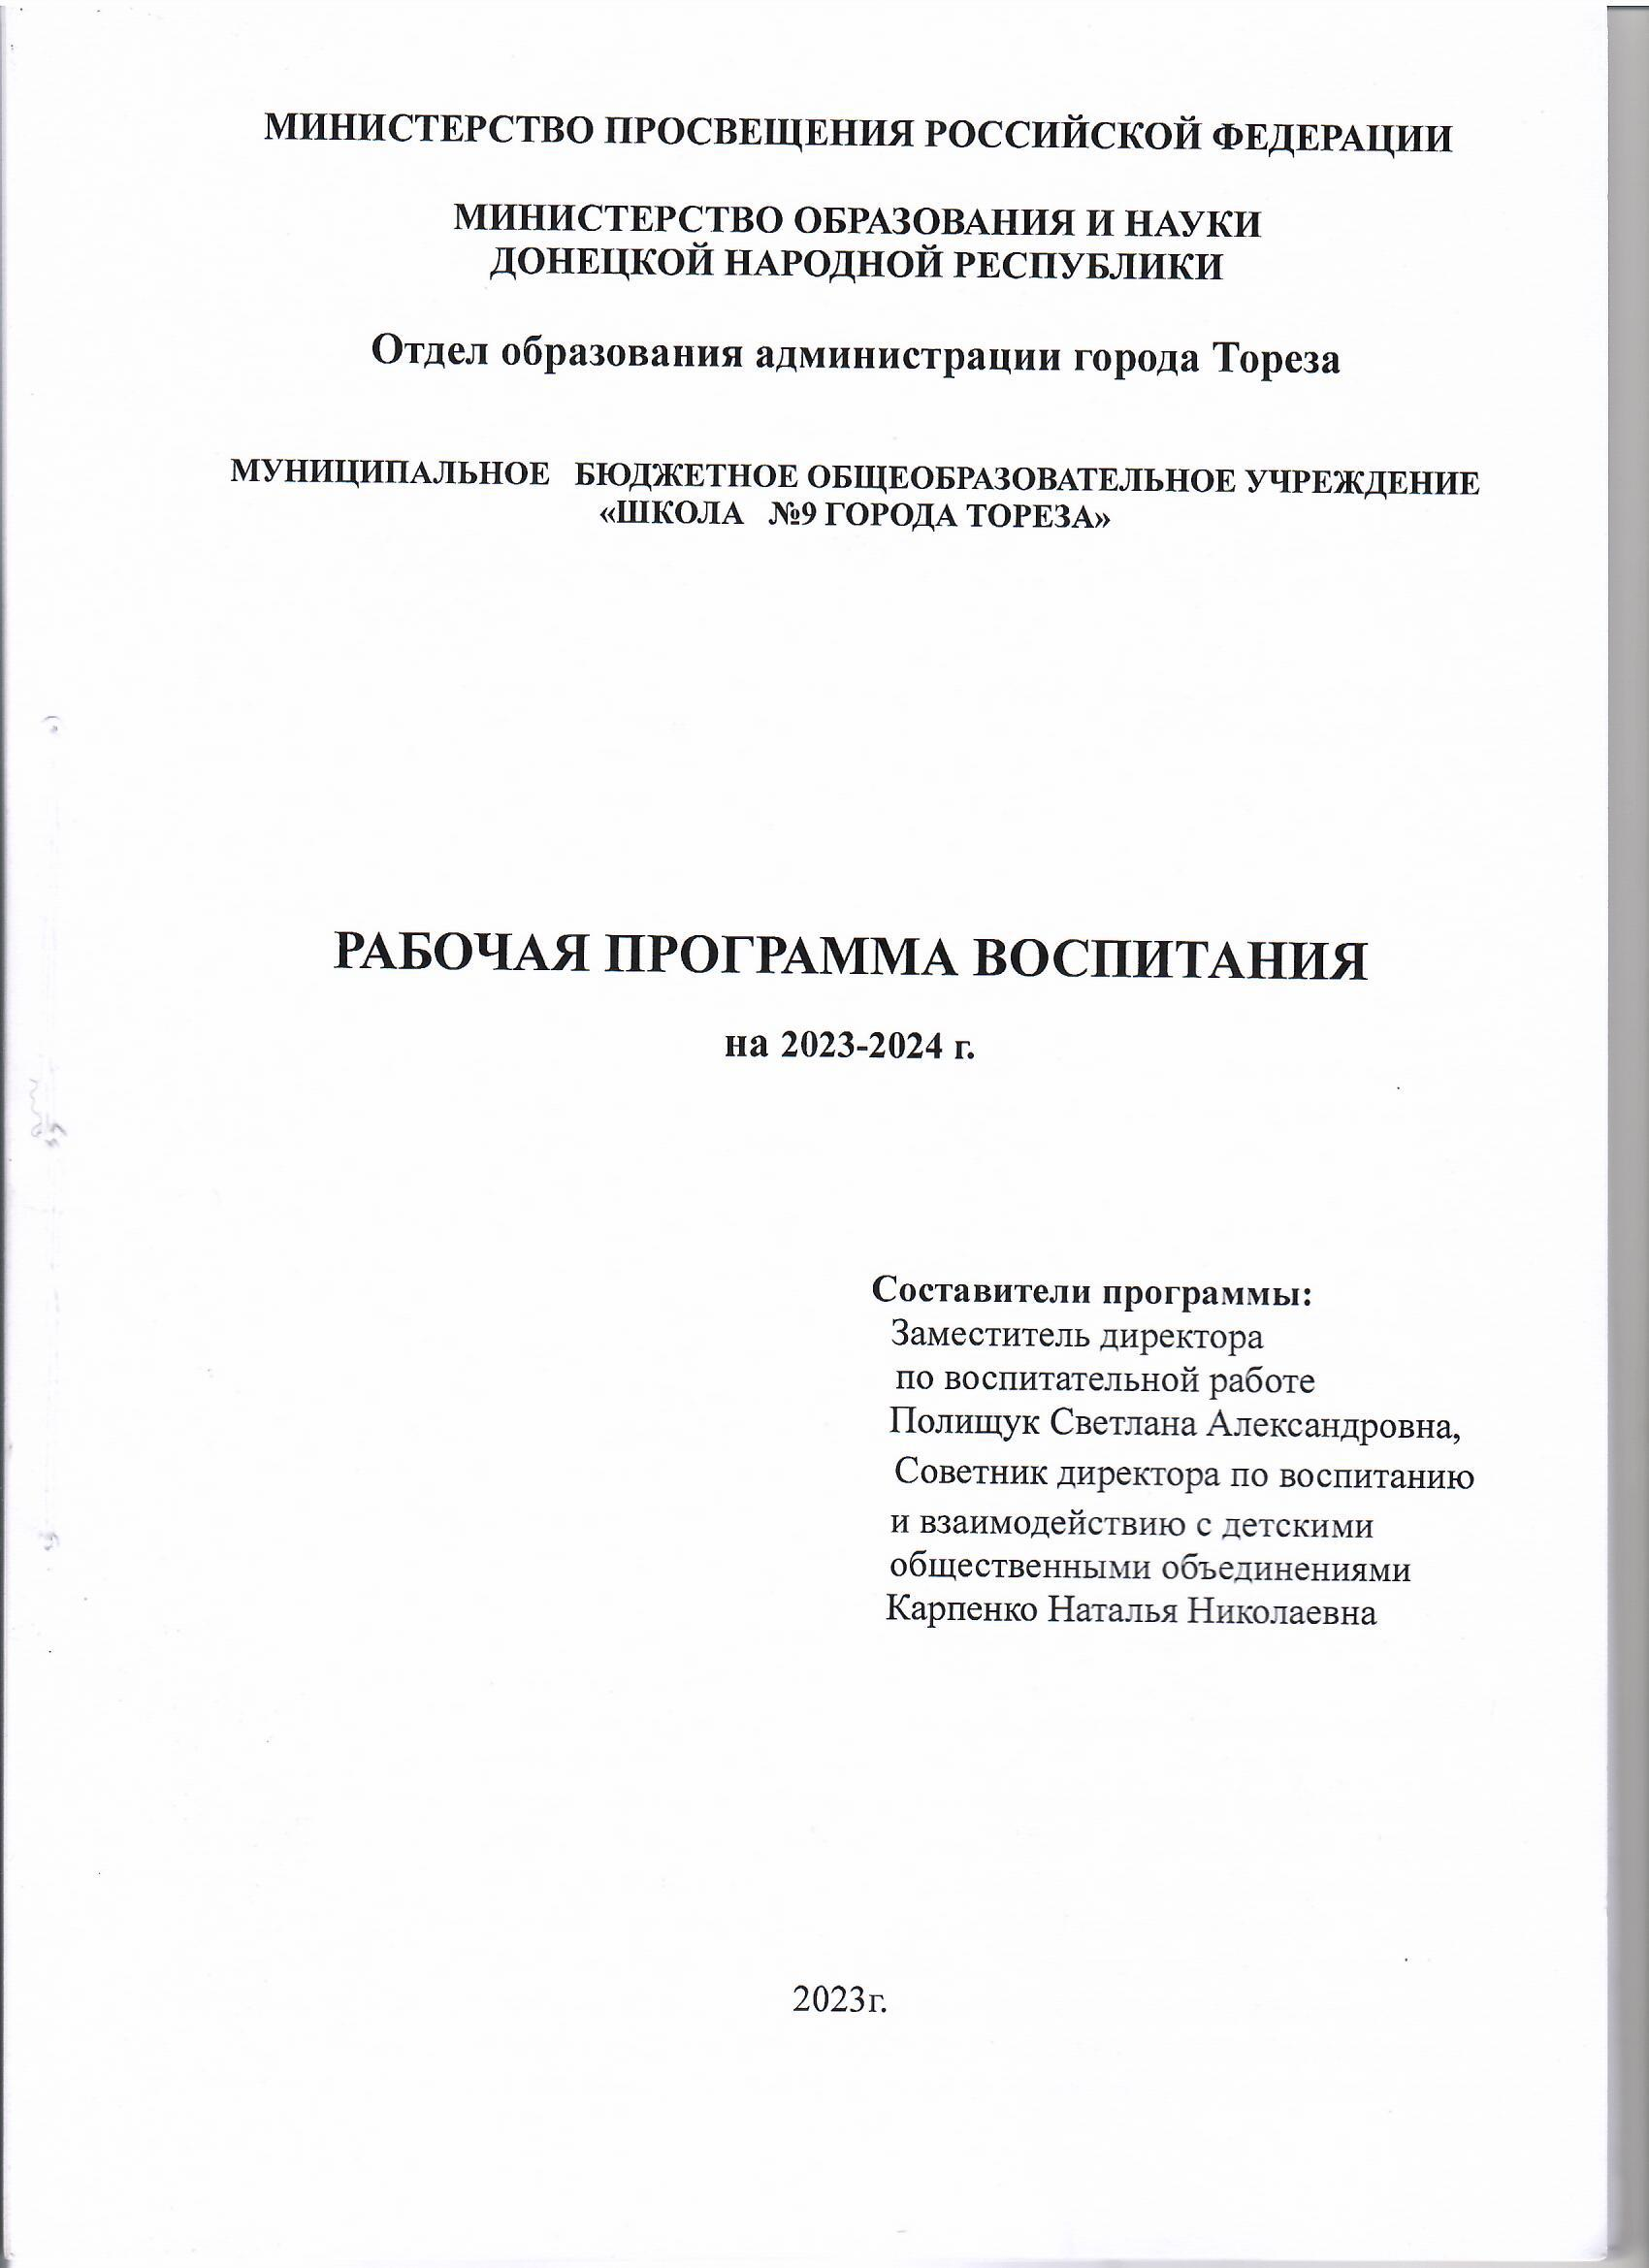 МИНИСТЕРСТВО ПРОСВЕЩЕНИЯ РОССИЙСКОЙ ФЕДЕРАЦИИ
МИНИСТЕРСТВО ОБРАЗОВАНИЯ И НАУКИ
ДОНЕЦКОЙ НАРОДНОЙ РЕСПУБЛИКИ
Отдел образования администрации города Тореза
МУНИЦИПАЛЬНОЕ БЮДЖЕТНОЕ ОБЩЕОБРАЗОВАТЕЛЬНОЕ УЧРЕЖДЕНИЕ
«ШКОЛА №9 ГОРОДА ТОРЕЗА»
РАБОЧАЯ ПРОГРАММА ВОСПИТАНИЯ
на 2023-2024 г.
Составители программы:
Заместитель директора
по воспитательной работе
Полищук Светлана Александровна,
Советник директора по воспитанию
и взаимодействию с детскими
общественными объединениями
Карпенко Наталья Николаевна
2023г.